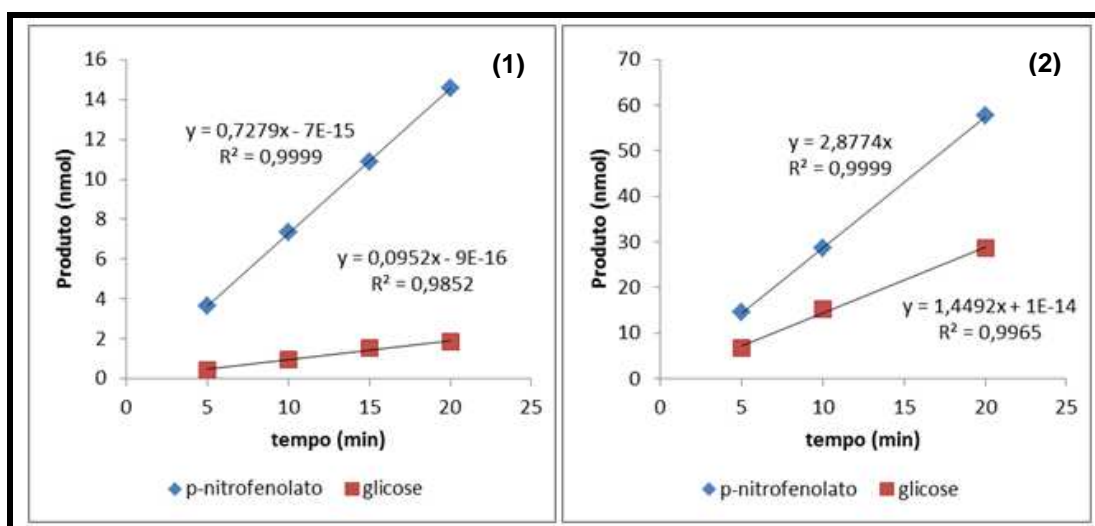 (1)
16
14
12
10
8
6
4
2
0
Produto (nmol)
y = 0,7279x - 7E-15
R² = 0,9999
y = 0,0952x - 9E-16
R² = 0,9852
0 5 10 15 20 25
tempo (min)
p-nitrofenolato glicose
(2)
70
60
50
40
30
20
10
0
Produto (nmol)
y = 2,8774x
R² = 0,9999
y = 1,4492x + 1E-14
R² = 0,9965
0 5 10 15 20 25
tempo (min)
p-nitrofenolato glicose